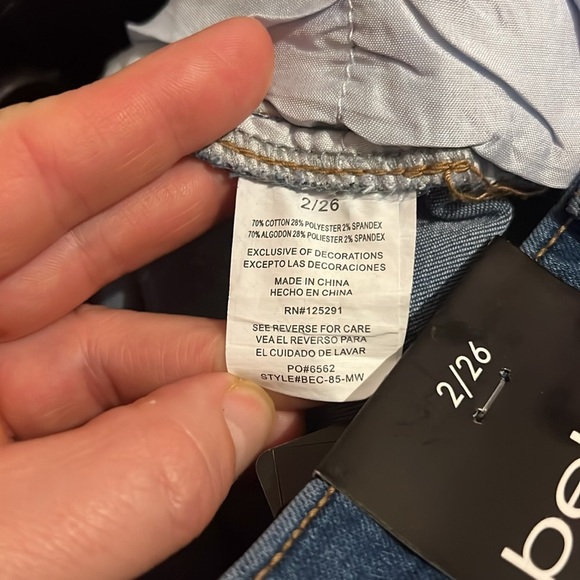 2/26
70% COTTON 28% POLYESTER 2% SPANDEX
70% ALGODON 28% POLIESTER 2% SPANDEX
EXCLUSIVE OF DECORATIONS
EXCEPTO LAS DECORACIONES
MADE IN CHINA
HECHO EN CHINA
RN#125291
SEE REVERSE FOR CARE
VEA EL REVERSO PARA
EL CUIDADO DE LAVAR
PO#6562
STYLE#BEC-85-MW
2/26